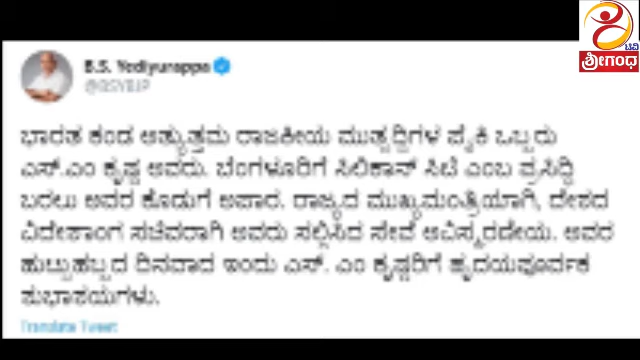 ಟಿವಿ
ಶ್ರೀಗಂಧ
B.S. Yediyurappa
@BSYBJP
ಭಾರತ ಕಂಡ ಅತ್ಯುತ್ತಮ ರಾಜಕೀಯ ಮುತ್ಸದ್ದಿಗಳ ಪೈಕಿ ಒಬ್ಬರು
ಎಸ್.ಎಂ ಕೃಷ್ಣ ಅವರು. ಬೆಂಗಳೂರಿಗೆ ಸಿಲಿಕಾನ್ ಸಿಟಿ ಎಂಬ ಪ್ರಸಿದ್ಧಿ
ಬರಲು ಅವರ ಕೊಡುಗೆ ಅಪಾರ. ರಾಜ್ಯದ ಮುಖ್ಯಮಂತ್ರಿಯಾಗಿ, ದೇಶದ
ವಿದೇಶಾಂಗ ಸಚಿವರಾಗಿ ಅವರು ಸಲ್ಲಿಸಿದ ಸೇವೆ ಅವಿಸ್ಮರಣೀಯ. ಅವರ
ಹುಟ್ಟುಹಬ್ಬದ ದಿನವಾದ ಇಂದು ಎಸ್. ಎಂ ಕೃಷ್ಣರಿಗೆ ಹೃದಯಪೂರ್ವಕ
ಶುಭಾಶಯಗಳು.
Translate Tweet